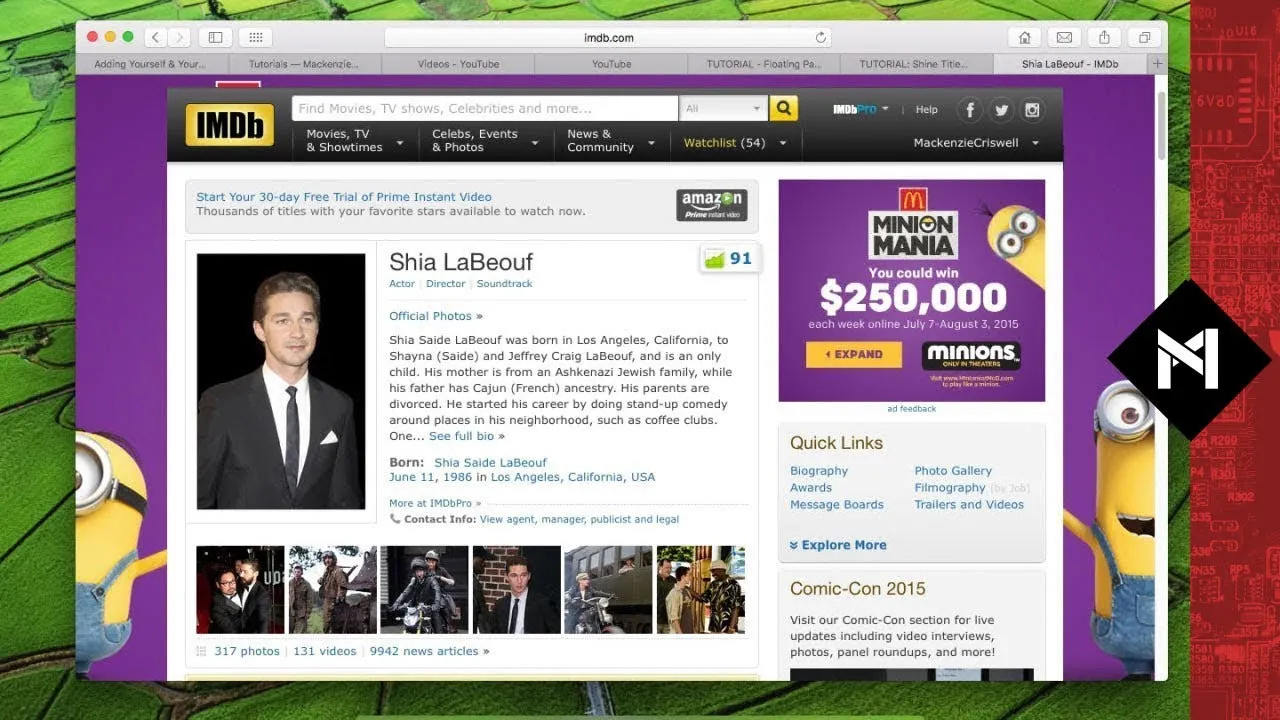 imdb.com
Adding Yourself & Your...
Tutorials — Mackenzie...
Videos - YouTube
YouTube
TUTORIAL - Floating Pa...
TUTORIAL: Shine Title...
Shia LaBeouf - IMDb
IMDb
Find Movies, TV shows, Celebrities and more...
All
IMDbPro
Help
Movies, TV
& Showtimes
Celebs, Events
& Photos
News &
Community
Watchlist (54)
MackenzieCriswell
Start Your 30-day Free Trial of Prime Instant Video
Thousands of titles with your favorite stars available to watch now.
amazon
Prime instant video
Shia LaBeouf
91
Actor | Director | Soundtrack
Official Photos »
Shia Saide LaBeouf was born in Los Angeles, California, to
Shayna (Saide) and Jeffrey Craig LaBeouf, and is an only
child. His mother is from an Ashkenazi Jewish family, while
his father has Cajun (French) ancestry. His parents are
divorced. He started his career by doing stand-up comedy
around places in his neighborhood, such as coffee clubs.
One... See full bio »
Born: Shia Saide LaBeouf
June 11, 1986 in Los Angeles, California, USA
More at IMDbPro »
Contact Info: View agent, manager, publicist and legal
317 photos | 131 videos | 9942 news articles »
MINION
MANIA
You could win
$250,000
each week online July 7-August 3, 2015
EXPAND
MINIONS
ONLY IN THEATERS
to play like a minion.
ad feedback
Quick Links
Biography
Photo Gallery
Awards
Filmography (by Job)
Message Boards
Trailers and Videos
Explore More
Comic-Con 2015
Visit our Comic-Con section for live
updates including video interviews,
photos, panel roundups, and more!